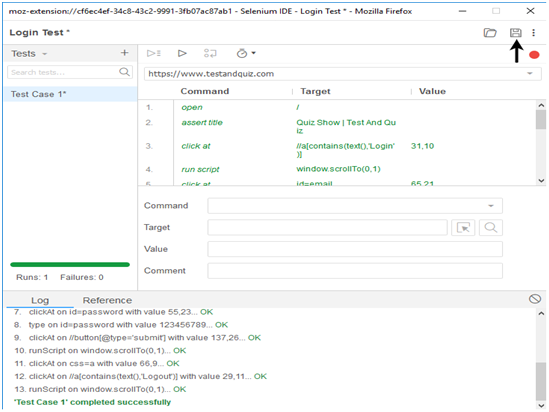 moz-extension://cf6ec4ef-34c8-43c2-9991-3fb07ac87ab1 - Selenium IDE - Login Test * - Mozilla Firefox
Login Test*
Tests
Search tests...
Test Case 1*
https://www.testandquiz.com
Command Target Value
1. open /
2. assert title Quiz Show | Test And Qu
iz
3. click at //a[contains(text(),'Login' 31,10
)]
4. run script window.scrollTo(0,1)
5. click at id=email 65,21
Command
Target
Value
Comment
Runs: 1 Failures: 0
Log Reference
7. clickAt on id=password with value 55,23... OK
8. type on id=password with value 123456789... OK
9. clickAt on //button[@type='submit'] with value 137,26... OK
10. runScript on window.scrollTo(0,1)... OK
11. clickAt on css=a with value 66,9... OK
12. clickAt on //a[contains(text(),'Logout')] with value 29,11... OK
13. runScript on window.scrollTo(0,1)... OK
'Test Case 1' completed successfully